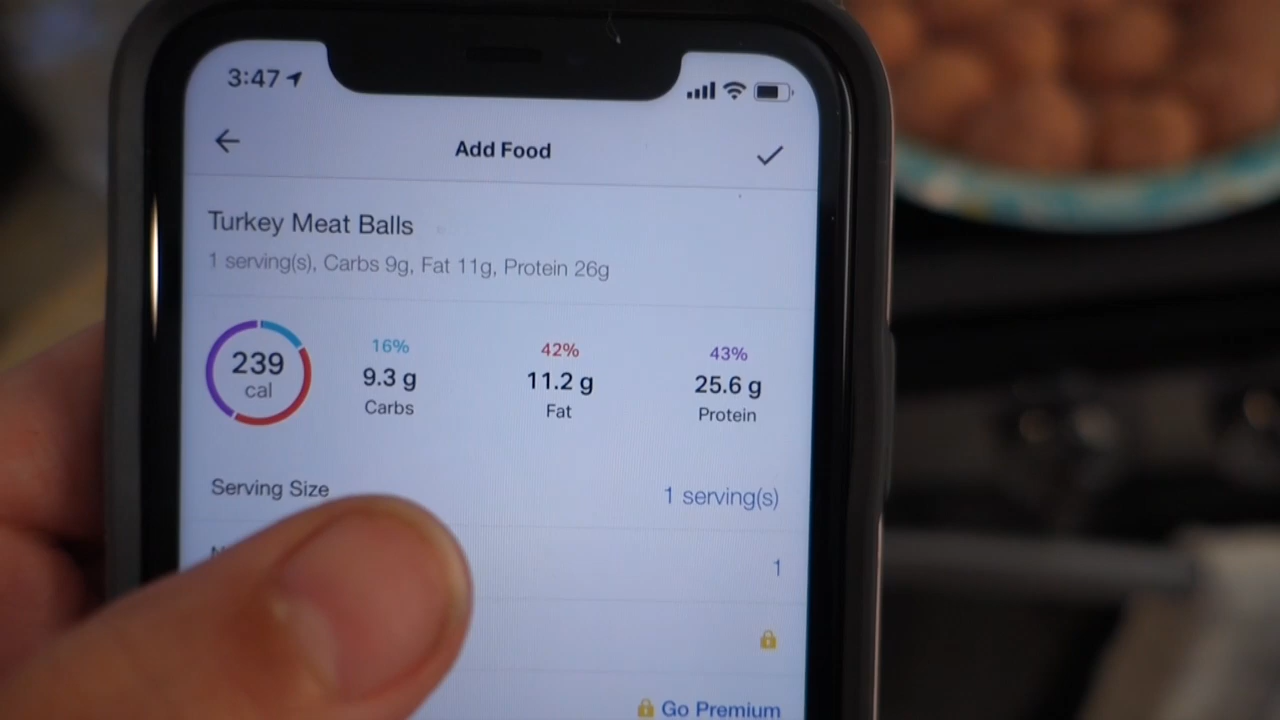 3:47
Add Food
Turkey Meat Balls
1 serving(s), Carbs 9g, Fat 11g, Protein 26g
239
cal
16%
9.3 g
Carbs
42%
11.2 g
Fat
43%
25.6 g
Protein
Serving Size
1 serving(s)
1
Go Premium